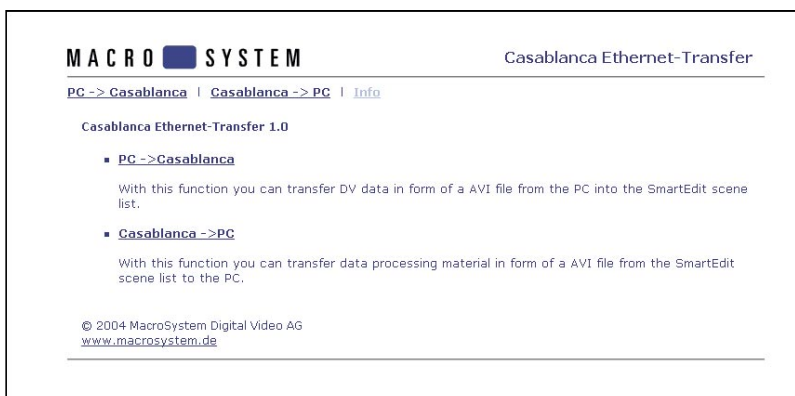 MACRO SYSTEM
Casablanca Ethernet-Transfer
PC -> Casablanca | Casablanca -> PC | Info
Casablanca Ethernet-Transfer 1.0
PC ->Casablanca
With this function you can transfer DV data in form of a AVI file from the PC into the SmartEdit scene
list.
Casablanca ->PC
With this function you can transfer data processing material in form of a AVI file from the SmartEdit
scene list to the PC.
© 2004 MacroSystem Digital Video AG
www.macrosystem.de